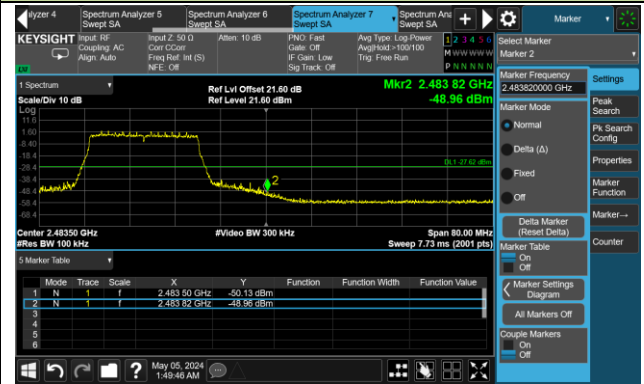 alyzer 4
Spectrum Analyzer 5
Swept SA
Spectrum Analyzer 6
Swept SA
Spectrum Analyzer 7
Swept SA
Spectrum Ana
Swept SA
Marker
KEYSIGHT
Input: RF
Coupling: AC
Align: Auto
Input Z: 50 Ω
Corr CCorr
Freq Ref: Int (S)
NFE: Off
Atten: 10 dB
PNO: Fast
Gate: Off
IF Gain: Low
Sig Track: Off
Avg Type: Log-Power
Avg|Hold >100/100
Trig: Free Run
1 2 3 4 5 6
M W W W W W
P N N N N N
Select Marker
Marker 2
1 Spectrum
Scale/Div 10 dB
Log
Ref Lvl Offset 21.60 dB
Ref Level 21.60 dBm
Mkr2 2.483 82 GHz
-48.96 dBm
11.6
1.60
-8.40
-18.4
-28.4
-38.4
-48.4
-58.4
-68.4
DL1 -27.62 dBm
2
Center 2.48350 GHz
#Res BW 100 kHz
#Video BW 300 kHz
Span 80.00 MHz
Sweep 7.73 ms (2001 pts)
5 Marker Table
Mode Trace Scale X Y Function Function Width Function Value
1 N 1 f 2.483 50 GHz -50.13 dBm
2 N 1 f 2.483 82 GHz -48.96 dBm
3
4
5
6
Marker Frequency
2.483820000 GHz
Marker Mode
Normal
Delta (Δ)
Fixed
Off
Delta Marker
(Reset Delta)
Marker Table
On
Off
Marker Settings
Diagram
All Markers Off
Couple Markers
On
Off
Settings
Peak
Search
Pk Search
Config
Properties
Marker
Function
Marker→
Counter
May 05, 2024
1:49:46 AM